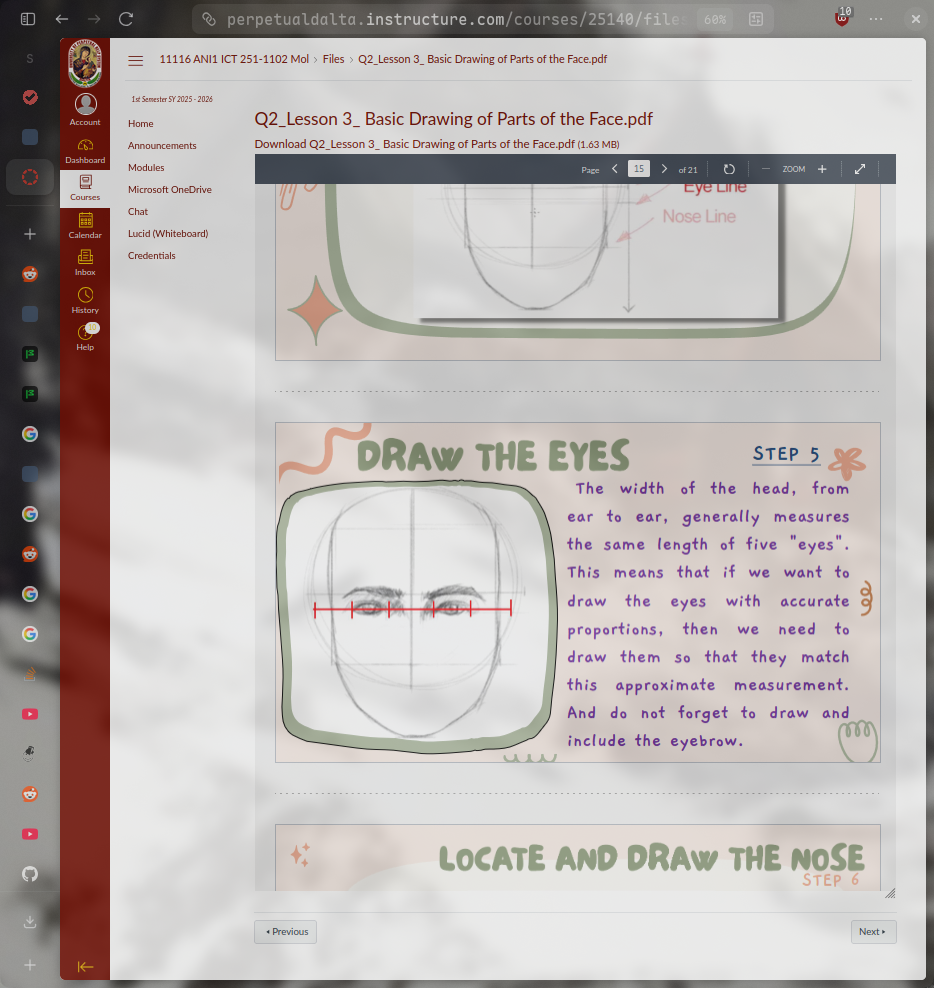 perpetualdalta.instructure.com/courses/25140/files
60%
10
S
11116 ANI1 ICT 251-1102 Mol › Files › Q2_Lesson 3_ Basic Drawing of Parts of the Face.pdf
Account
Dashboard
Courses
Calendar
Inbox
History
10
Help
1st Semester SY 2025 - 2026
Home
Announcements
Modules
Microsoft OneDrive
Chat
Lucid (Whiteboard)
Credentials
Q2_Lesson 3_ Basic Drawing of Parts of the Face.pdf
Download Q2_Lesson 3_ Basic Drawing of Parts of the Face.pdf (1.63 MB)
Page 15 of 21 ZOOM
Eye Line
Nose Line
DRAW THE EYES
STEP 5
The width of the head, from
ear to ear, generally measures
the same length of five "eyes".
This means that if we want to
draw the eyes with accurate
proportions, then we need to
draw them so that they match
this approximate measurement.
And do not forget to draw and
include the eyebrow.
LOCATE AND DRAW THE NOSE
STEP 6
Previous
Next